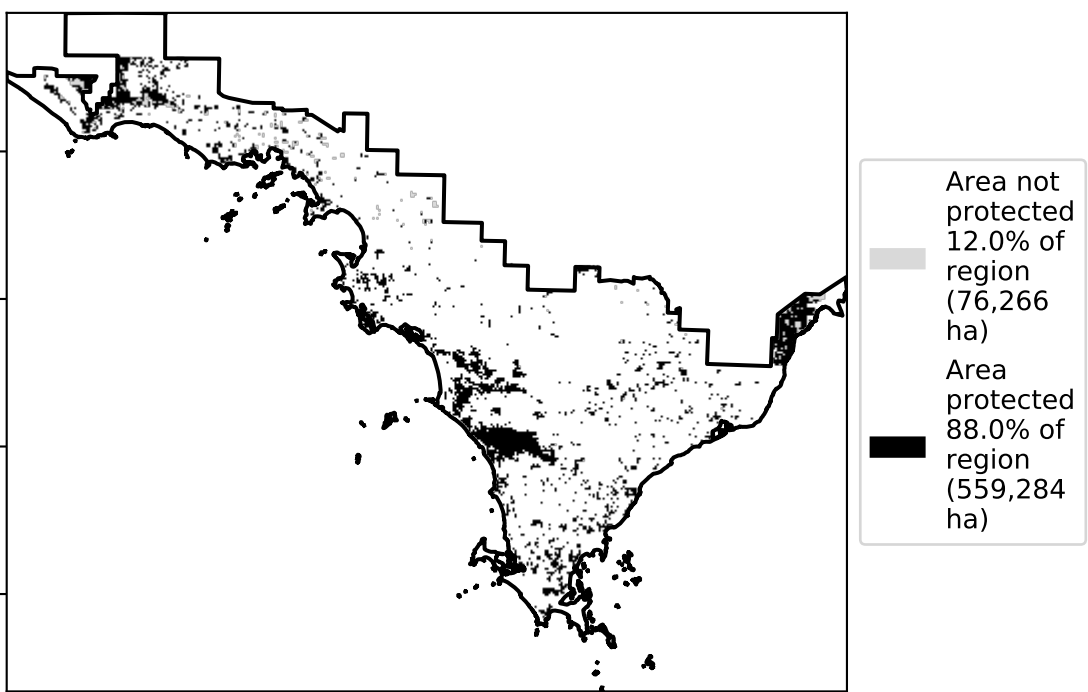 Area not
protected
12.0% of
region
(76,266
ha)
Area
protected
88.0% of
region
(559,284
ha)